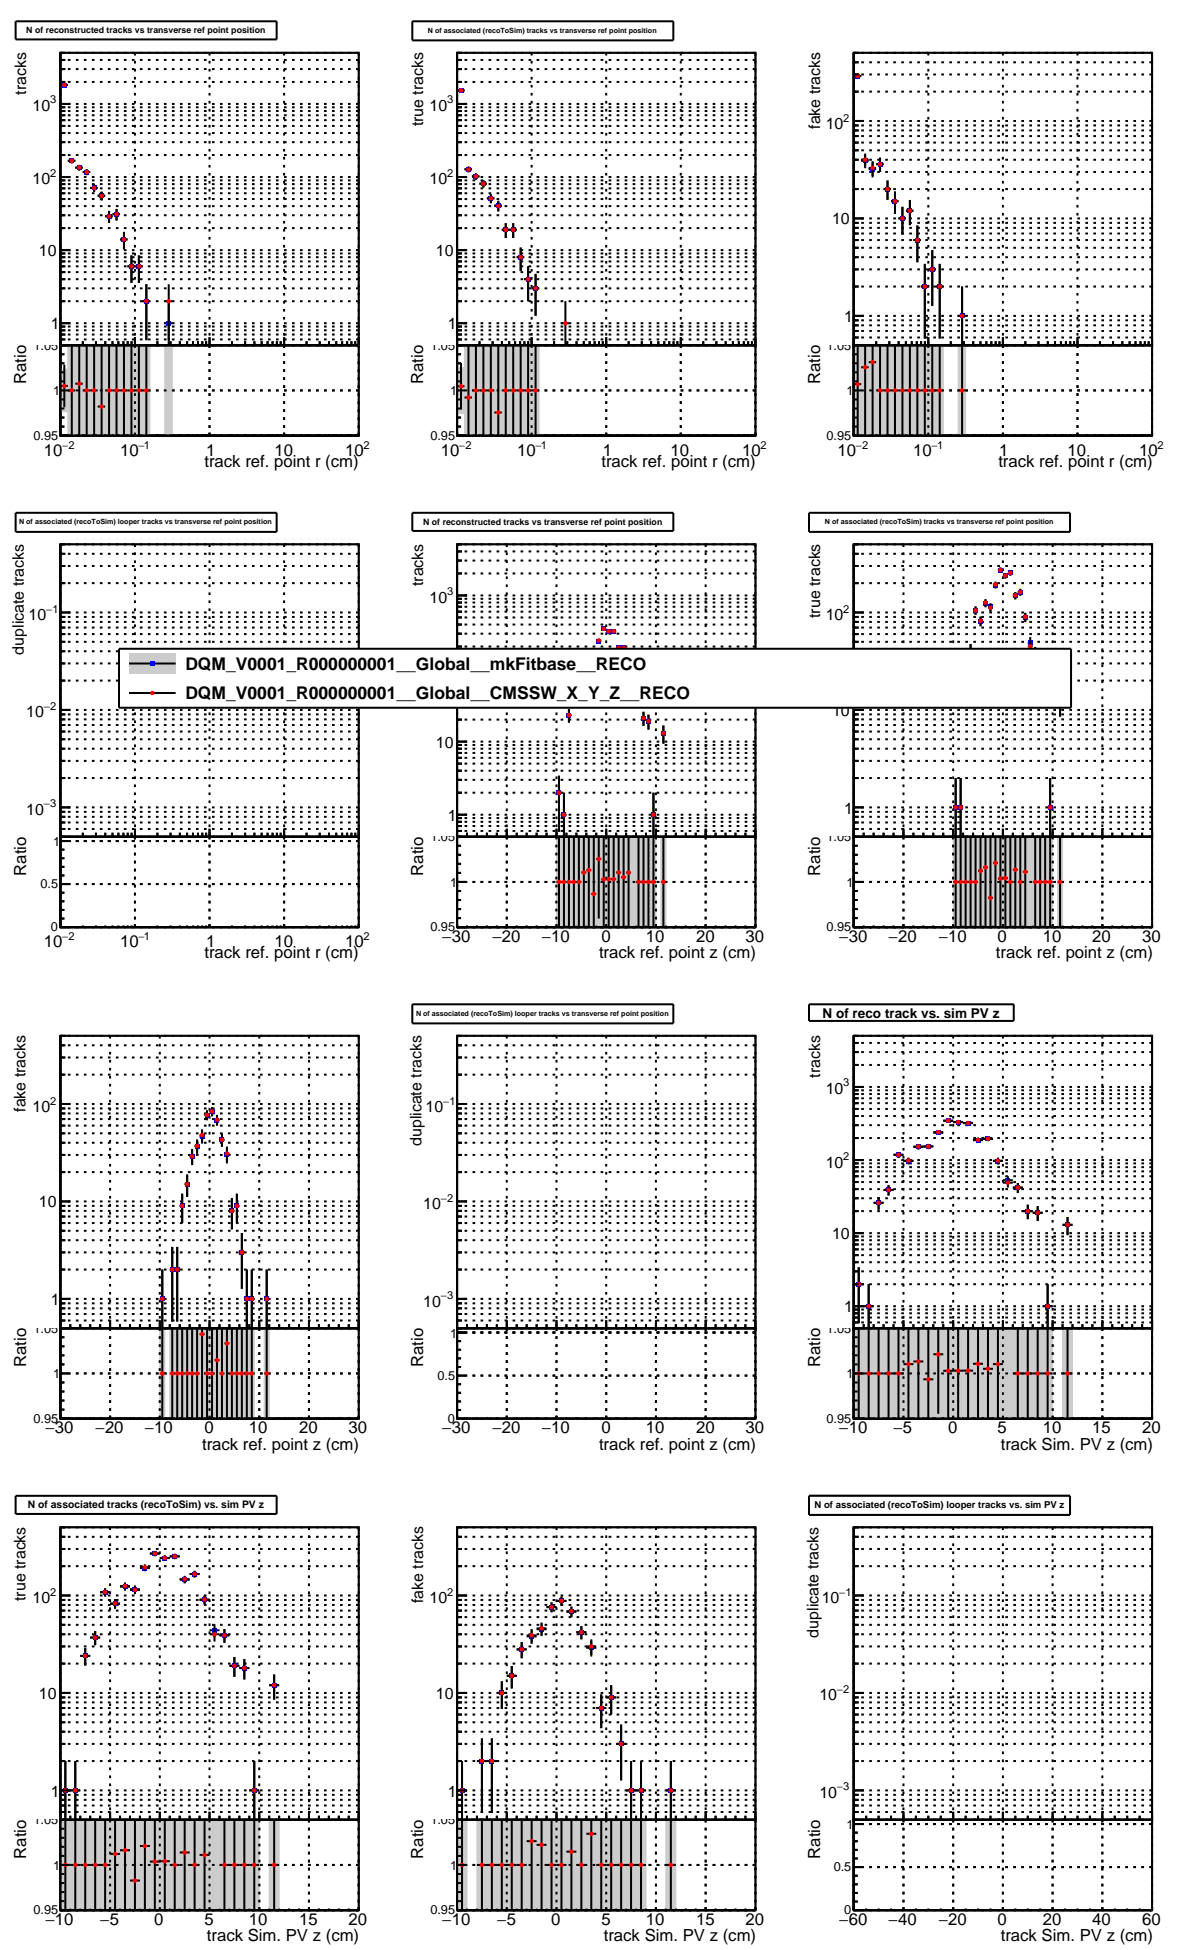 N of reconstructed tracks vs transverse ref point position
tracks
10³
10²
10
1
1.05
Ratio
1
0.95
10⁻² 10⁻¹ 1 10 10²
track ref. point r (cm)
N of associated (recoToSim) tracks vs transverse ref point position
true tracks
10³
10²
10
1
1.05
Ratio
1
0.95
10⁻² 10⁻¹ 1 10 10²
track ref. point r (cm)
fake tracks
10²
10
1
1.05
Ratio
1
0.95
10⁻² 10⁻¹ 1 10 10²
track ref. point r (cm)
N of associated (recoToSim) looper tracks vs transverse ref point position
duplicate tracks
10⁻¹
10⁻²
10⁻³
1
Ratio
0.5
0
10⁻² 10⁻¹ 1 10 10²
track ref. point r (cm)
N of reconstructed tracks vs transverse ref point position
tracks
10³
10
1
1.05
Ratio
1
0.95
−30 −20 −10 0 10 20 30
track ref. point z (cm)
N of associated (recoToSim) tracks vs transverse ref point position
true tracks
10²
10
1
1.05
Ratio
1
0.95
−30 −20 −10 0 10 20 30
track ref. point z (cm)
DQM_V0001_R000000001__Global__mkFitbase__RECO
DQM_V0001_R000000001__Global__CMSSW_X_Y_Z__RECO
fake tracks
10²
10
1
1.05
Ratio
1
0.95
−30 −20 −10 0 10 20 30
track ref. point z (cm)
N of associated (recoToSim) looper tracks vs transverse ref point position
duplicate tracks
10⁻¹
10⁻²
10⁻³
1
Ratio
0.5
0
−30 −20 −10 0 10 20 30
track ref. point z (cm)
N of reco track vs. sim PV z
tracks
10³
10²
10
1
1.05
Ratio
1
0.95
−10 −5 0 5 10 15 20
track Sim. PV z (cm)
N of associated tracks (recoToSim) vs. sim PV z
true tracks
10²
10
1
1.05
Ratio
1
0.95
−10 −5 0 5 10 15 20
track Sim. PV z (cm)
fake tracks
10²
10
1
1.05
Ratio
1
0.95
−10 −5 0 5 10 15 20
track Sim. PV z (cm)
N of associated (recoToSim) looper tracks vs. sim PV z
duplicate tracks
10⁻¹
10⁻²
10⁻³
1
Ratio
0.5
0
−60 −40 −20 0 20 40 60
track Sim. PV z (cm)